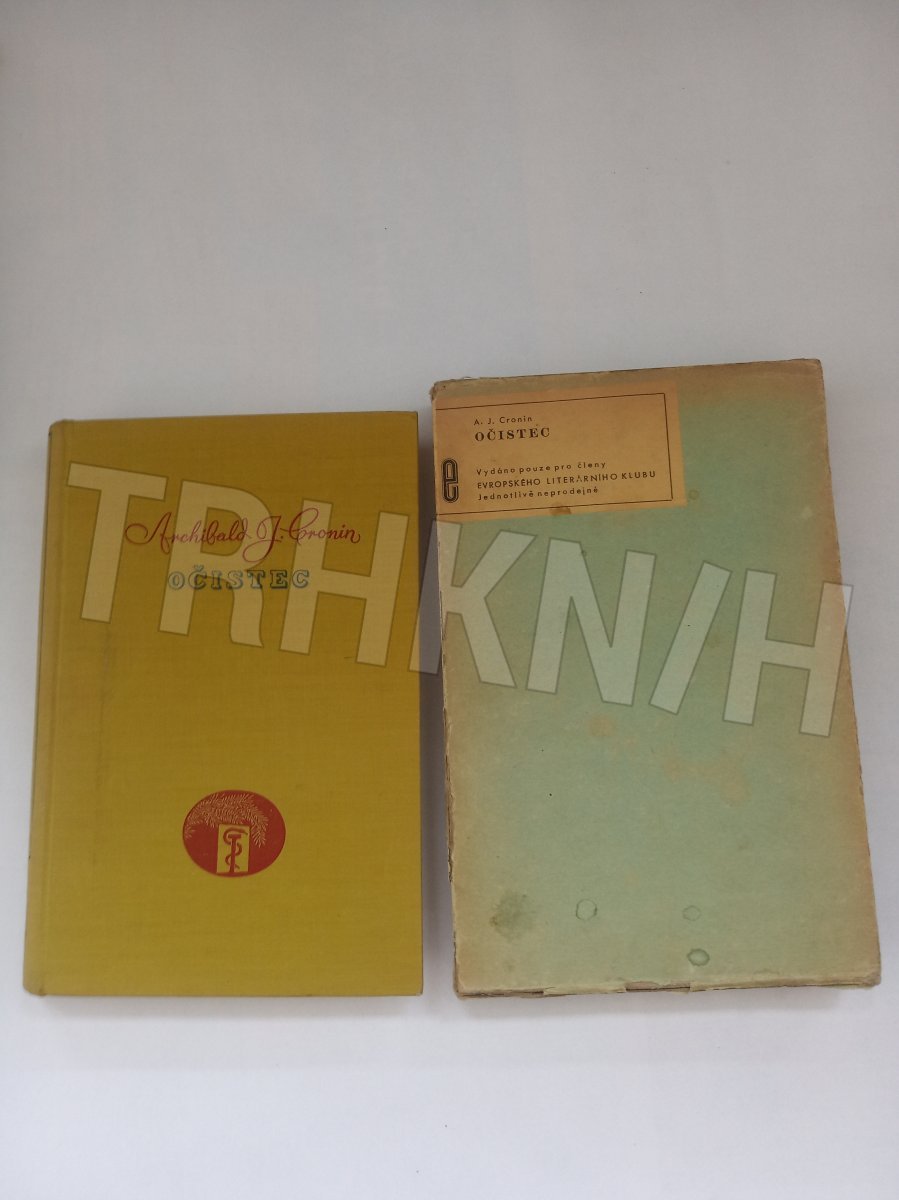 Archibald J. Cronin
OČISTEC
A. J. Cronin
OČISTEC
e
Vydáno pouze pro členy
EVROPSKÉHO LITERÁRNÍHO KLUBU
Jednotlivě neprodejné
TRHKNIH